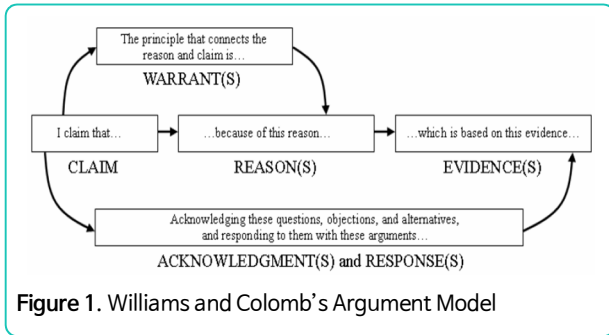 The principle that connects the
reason and claim is…
WARRANT(S)
I claim that…
…because of this reason…
…which is based on this evidence…
CLAIM
REASON(S)
EVIDENCE(S)
Acknowledging these questions, objections, and alternatives,
and responding to them with these arguments…
ACKNOWLEDGMENT(S) and RESPONSE(S)
Figure 1. Williams and Colomb’s Argument Model